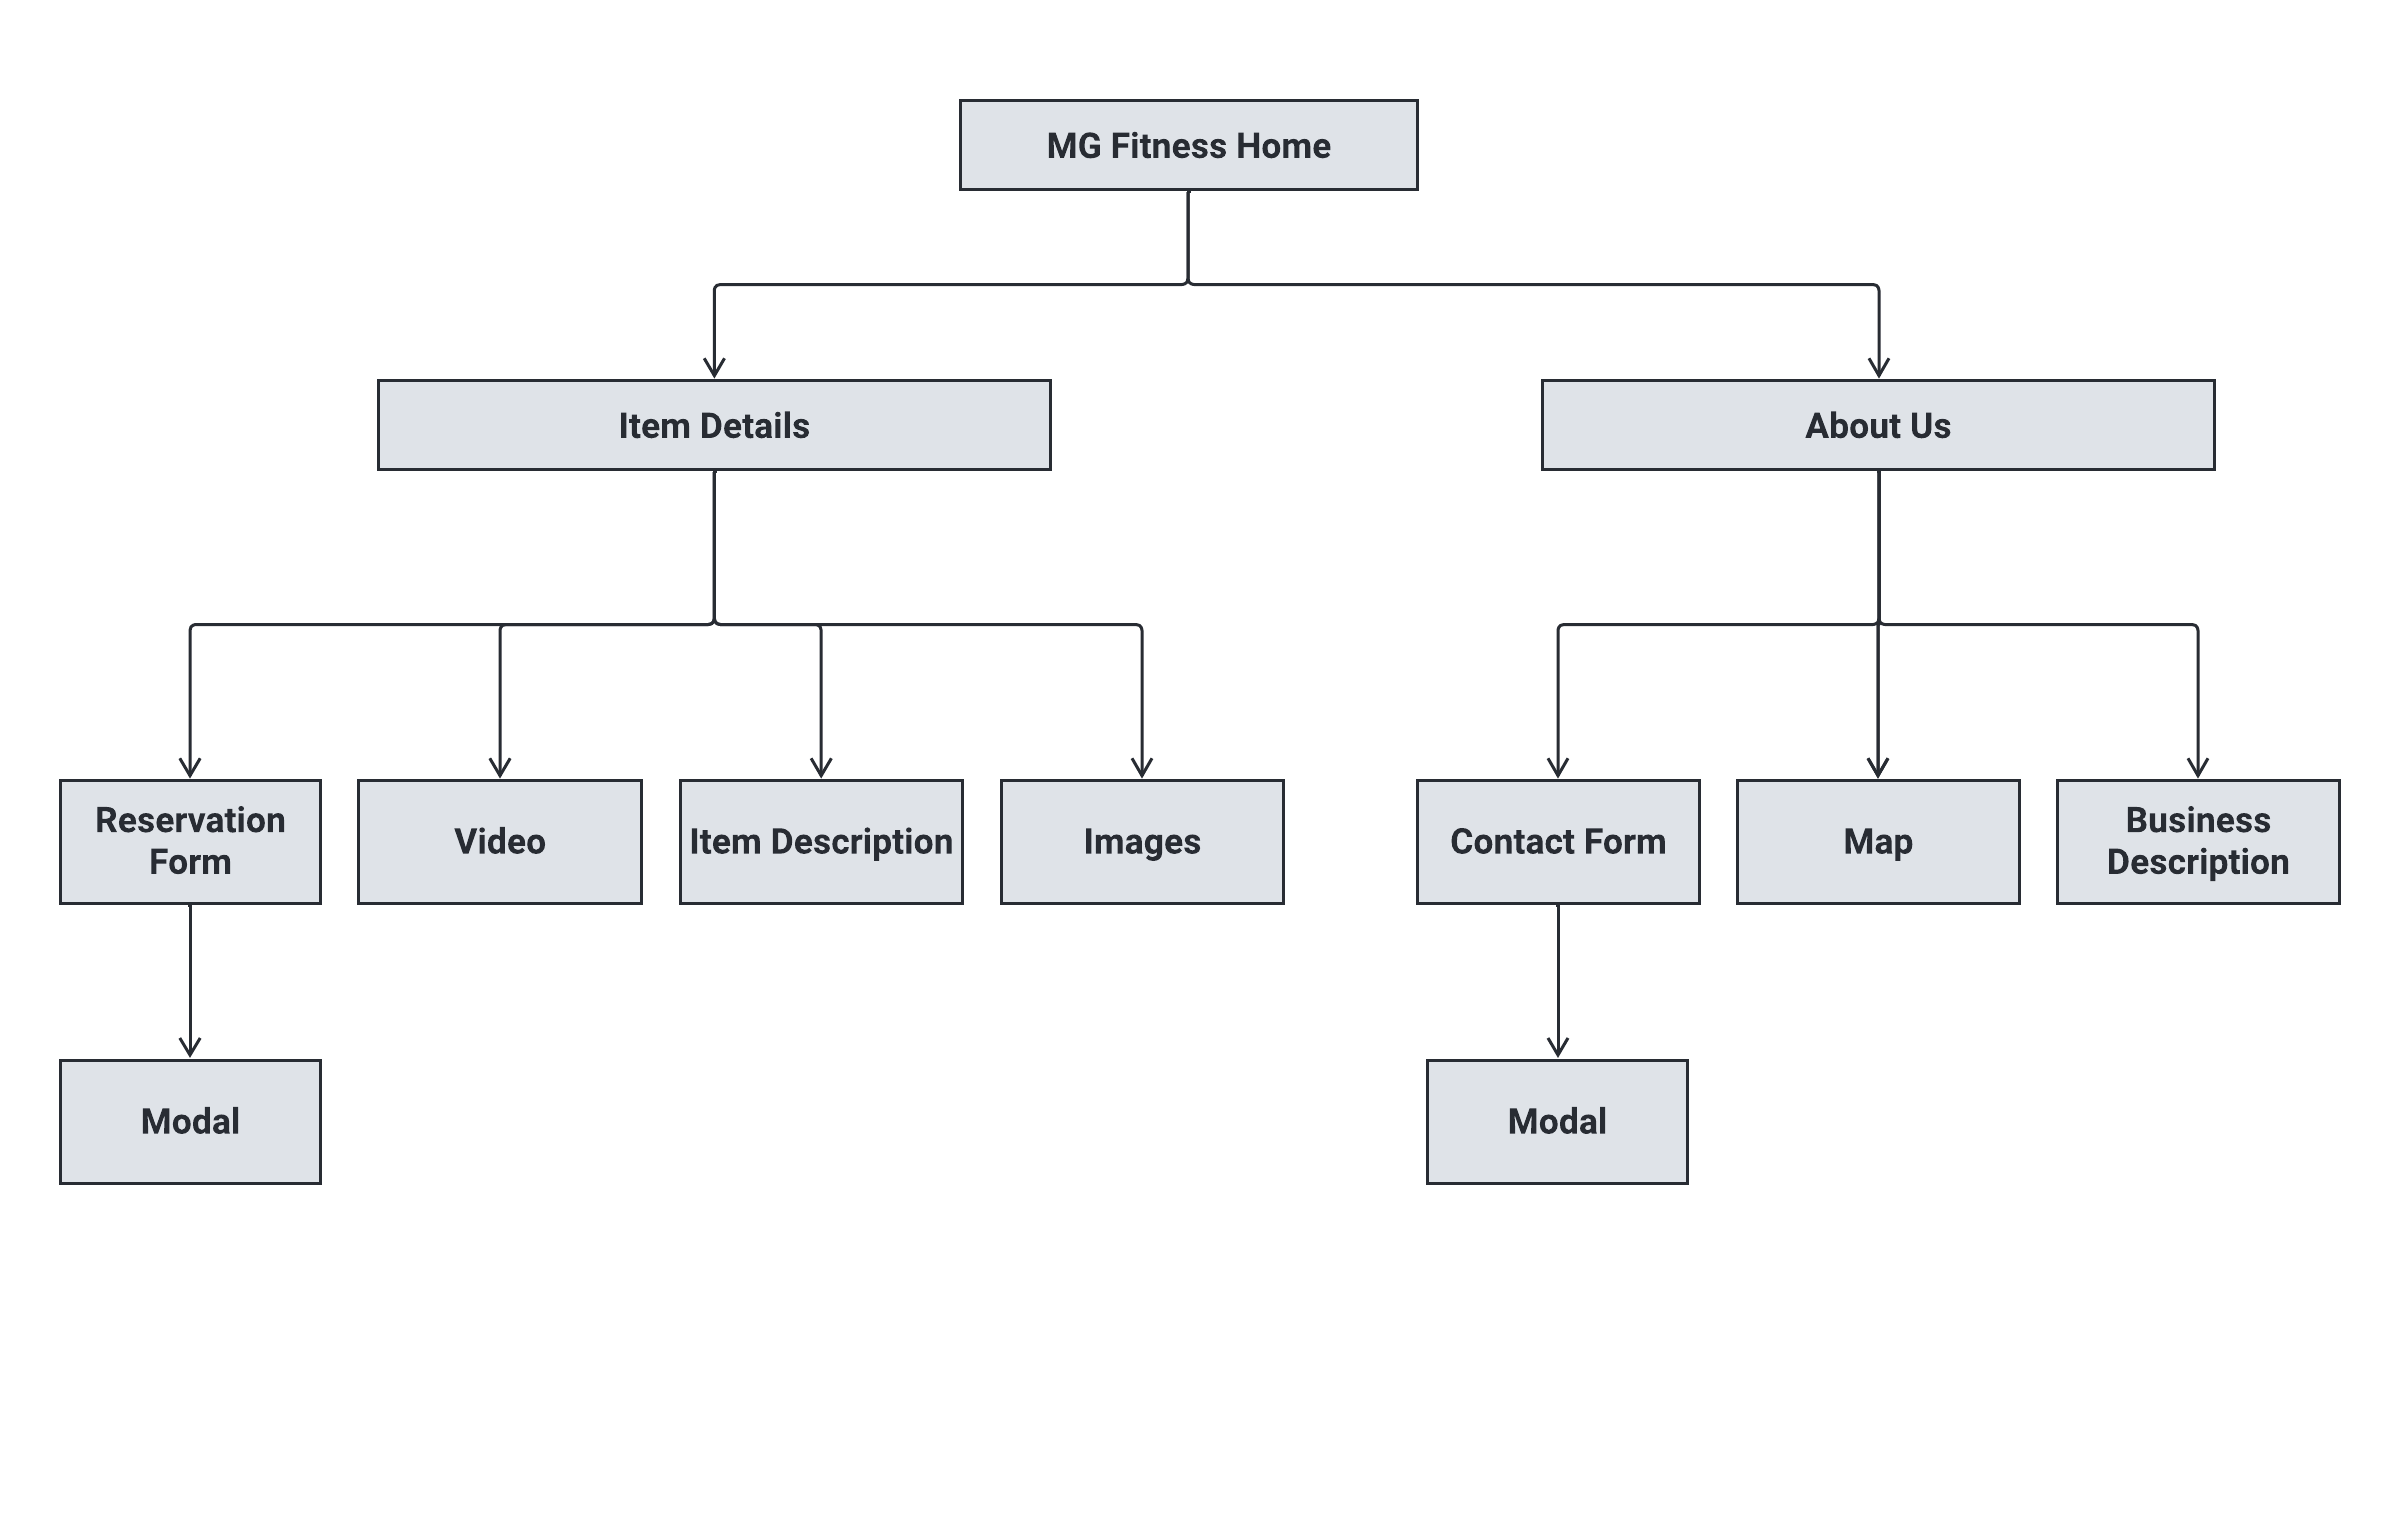 MG Fitness Home
Item Details
About Us
Reservation
Form
Video
Item Description
Images
Contact Form
Map
Business
Description
Modal
Modal